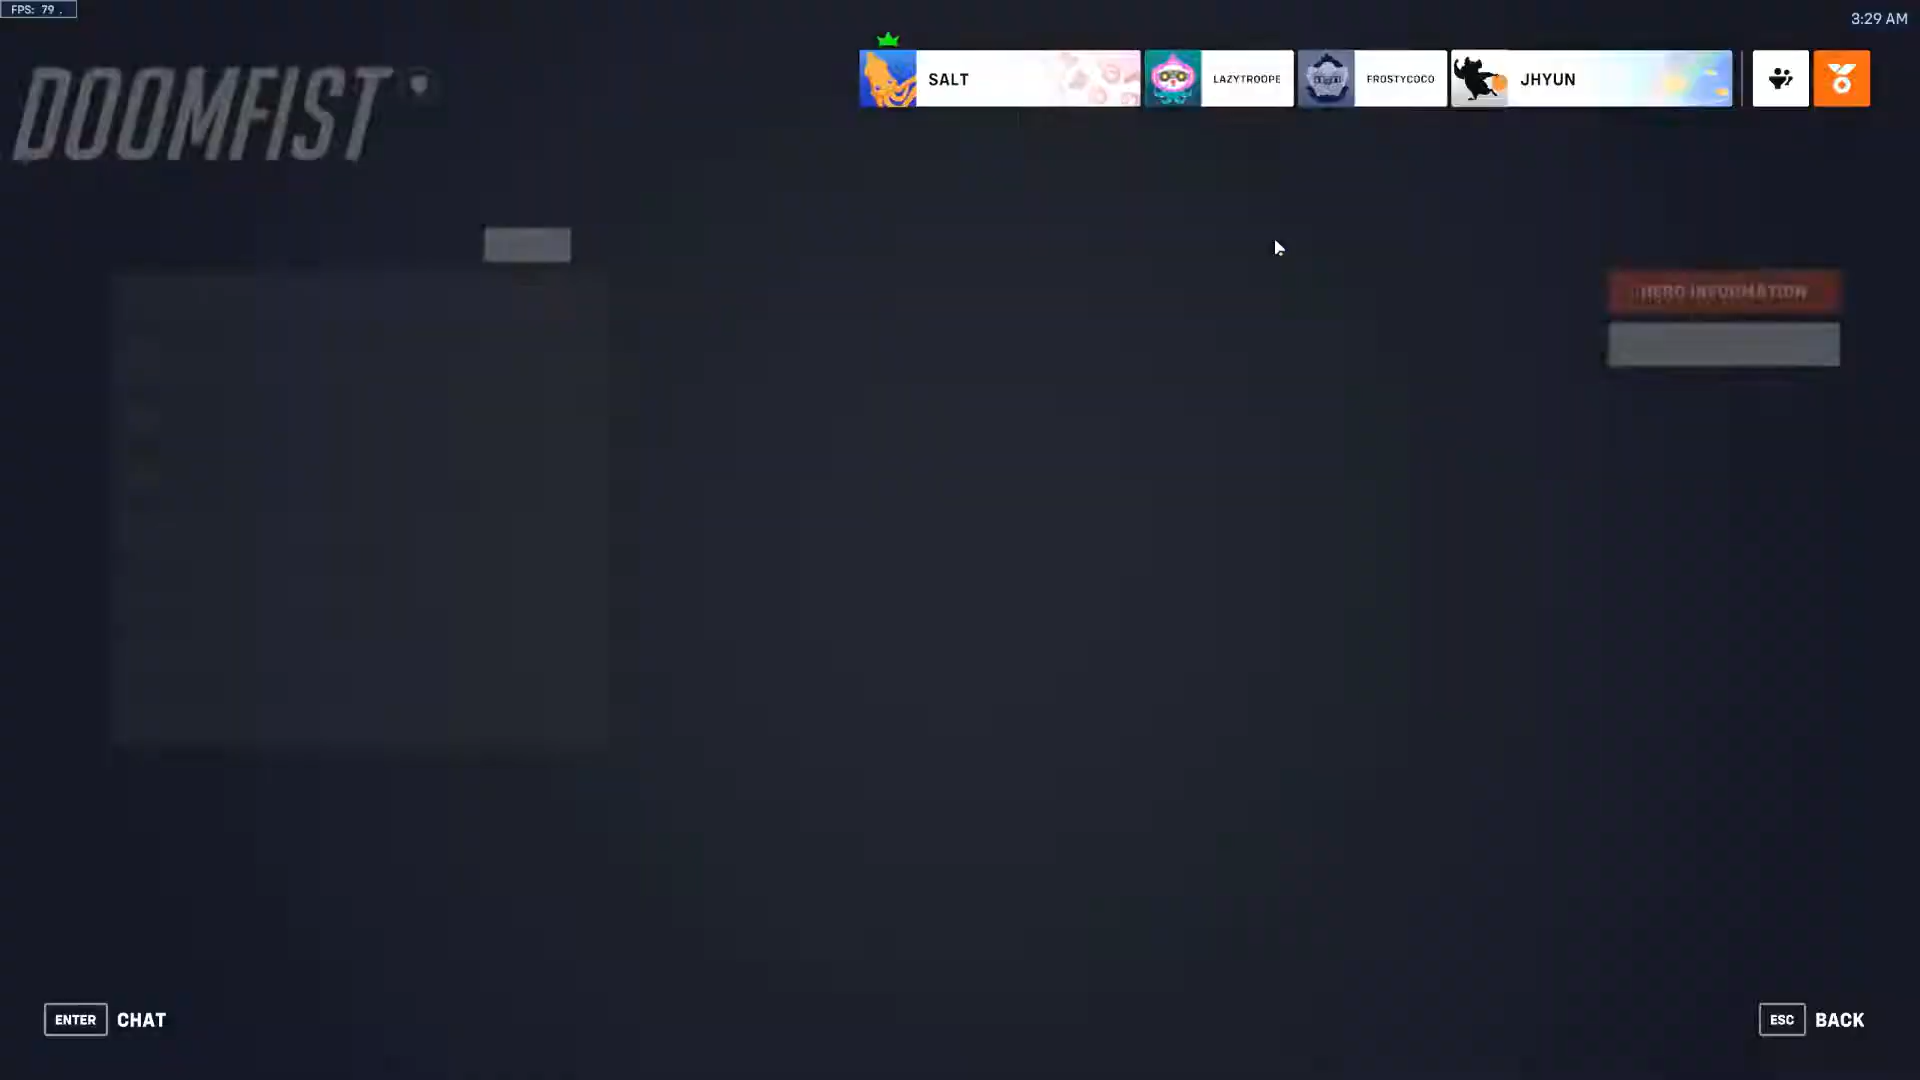 FPS: 79 .
3:29 AM
DOOMFIST
SALT
LAZYTROOPE
FROSTYCOCO
JHYUN
HERO INFORMATION
ENTER CHAT
ESC BACK